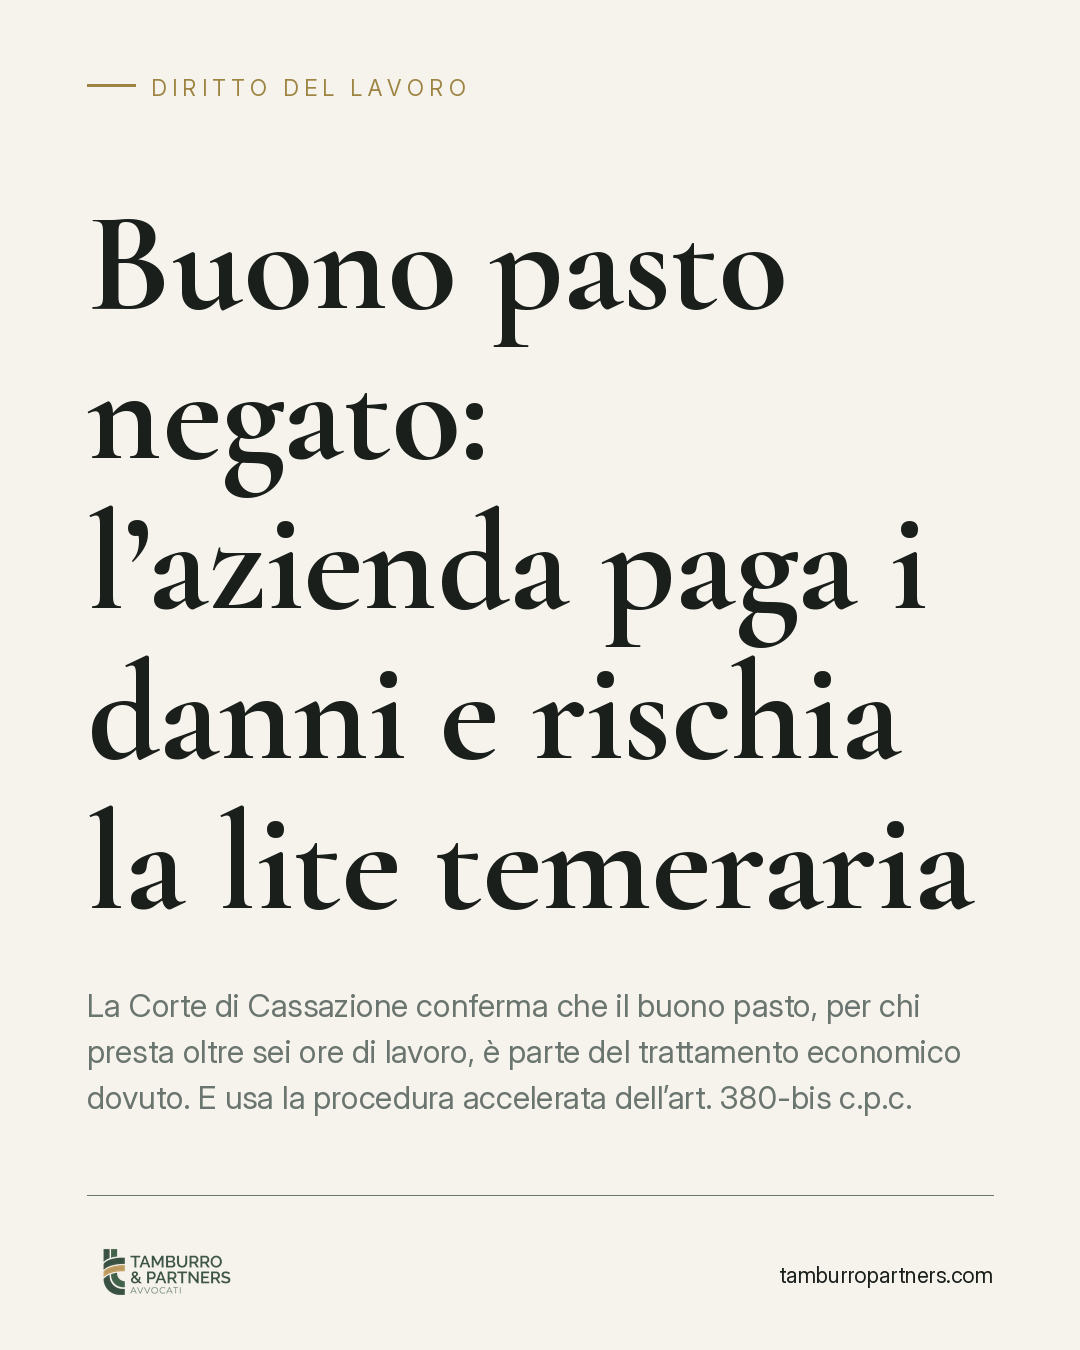 DIRITTO DEL LAVORO
Buono pasto
negato:
l’azienda paga i
danni e rischia
la lite temeraria
La Corte di Cassazione conferma che il buono pasto, per chi
presta oltre sei ore di lavoro, è parte del trattamento economico
dovuto. E usa la procedura accelerata dell’art. 380-bis c.p.c.
TAMBURRO
& PARTNERS
AVVOCATI
tamburropartners.com